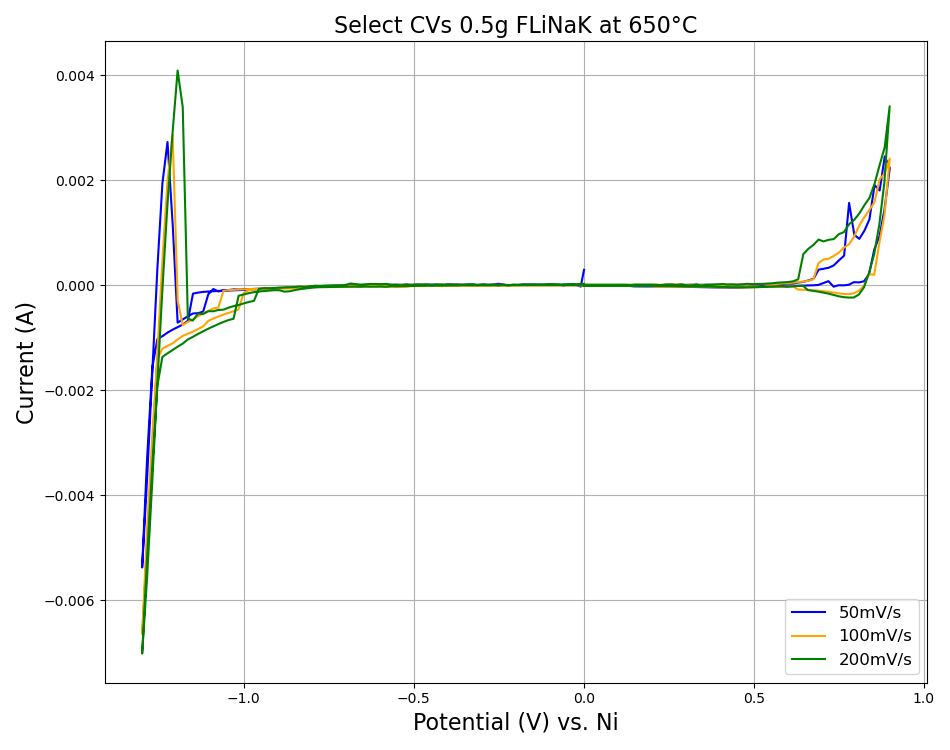 Select CVs 0.5g FLiNaK at 650°C
Current (A)
0.004
0.002
0.000
−0.002
−0.004
−0.006
50mV/s
100mV/s
200mV/s
−1.0
−0.5
0.0
0.5
1.0
Potential (V) vs. Ni